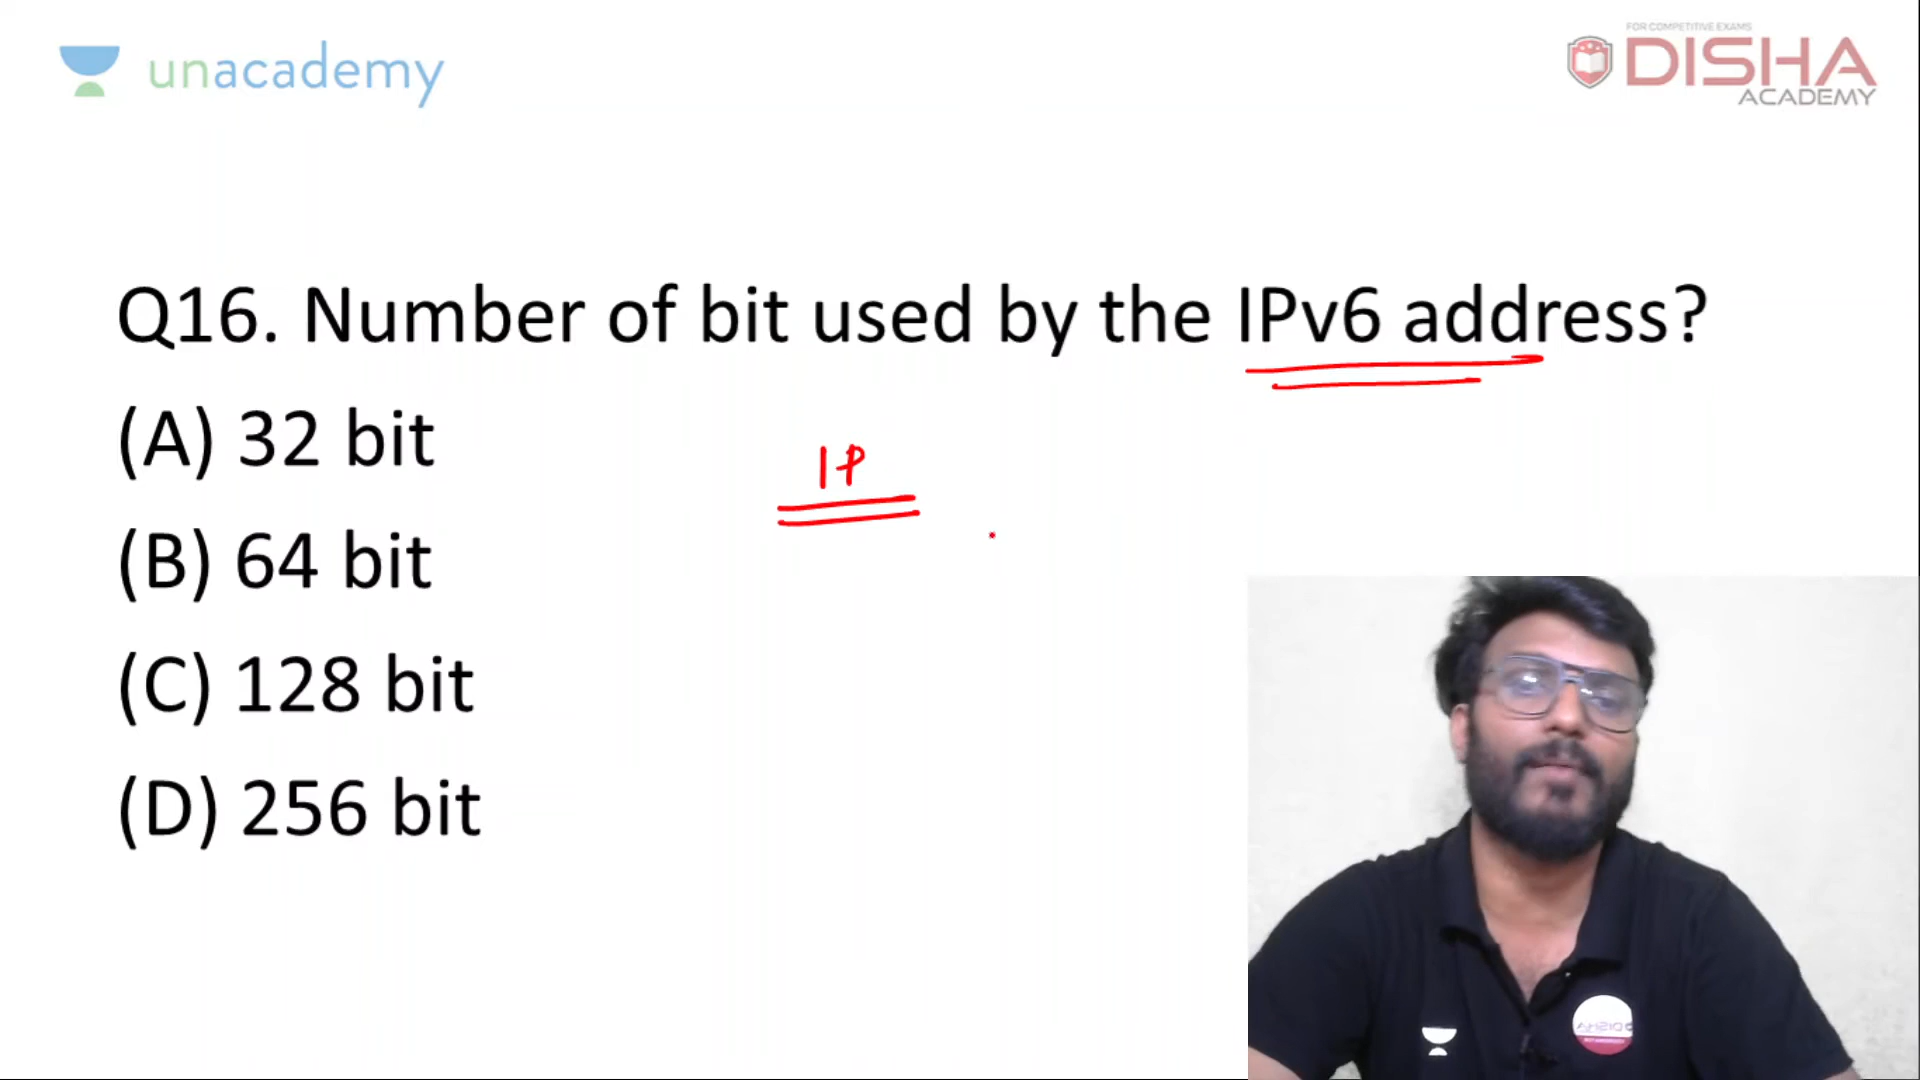 unacademy
FOR COMPETITIVE EXAMS
DISHA
ACADEMY
Q16. Number of bit used by the IPv6 address?
(A) 32 bit
IP
(B) 64 bit
(C) 128 bit
(D) 256 bit